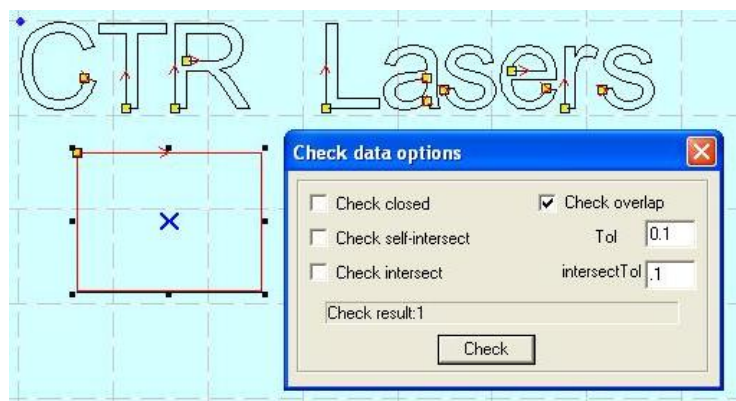 CTR Lasers
Check data options
Check closed
Check overlap
Check self-intersect
Tol 0.1
Check intersect
intersectTol .1
Check result:1
Check